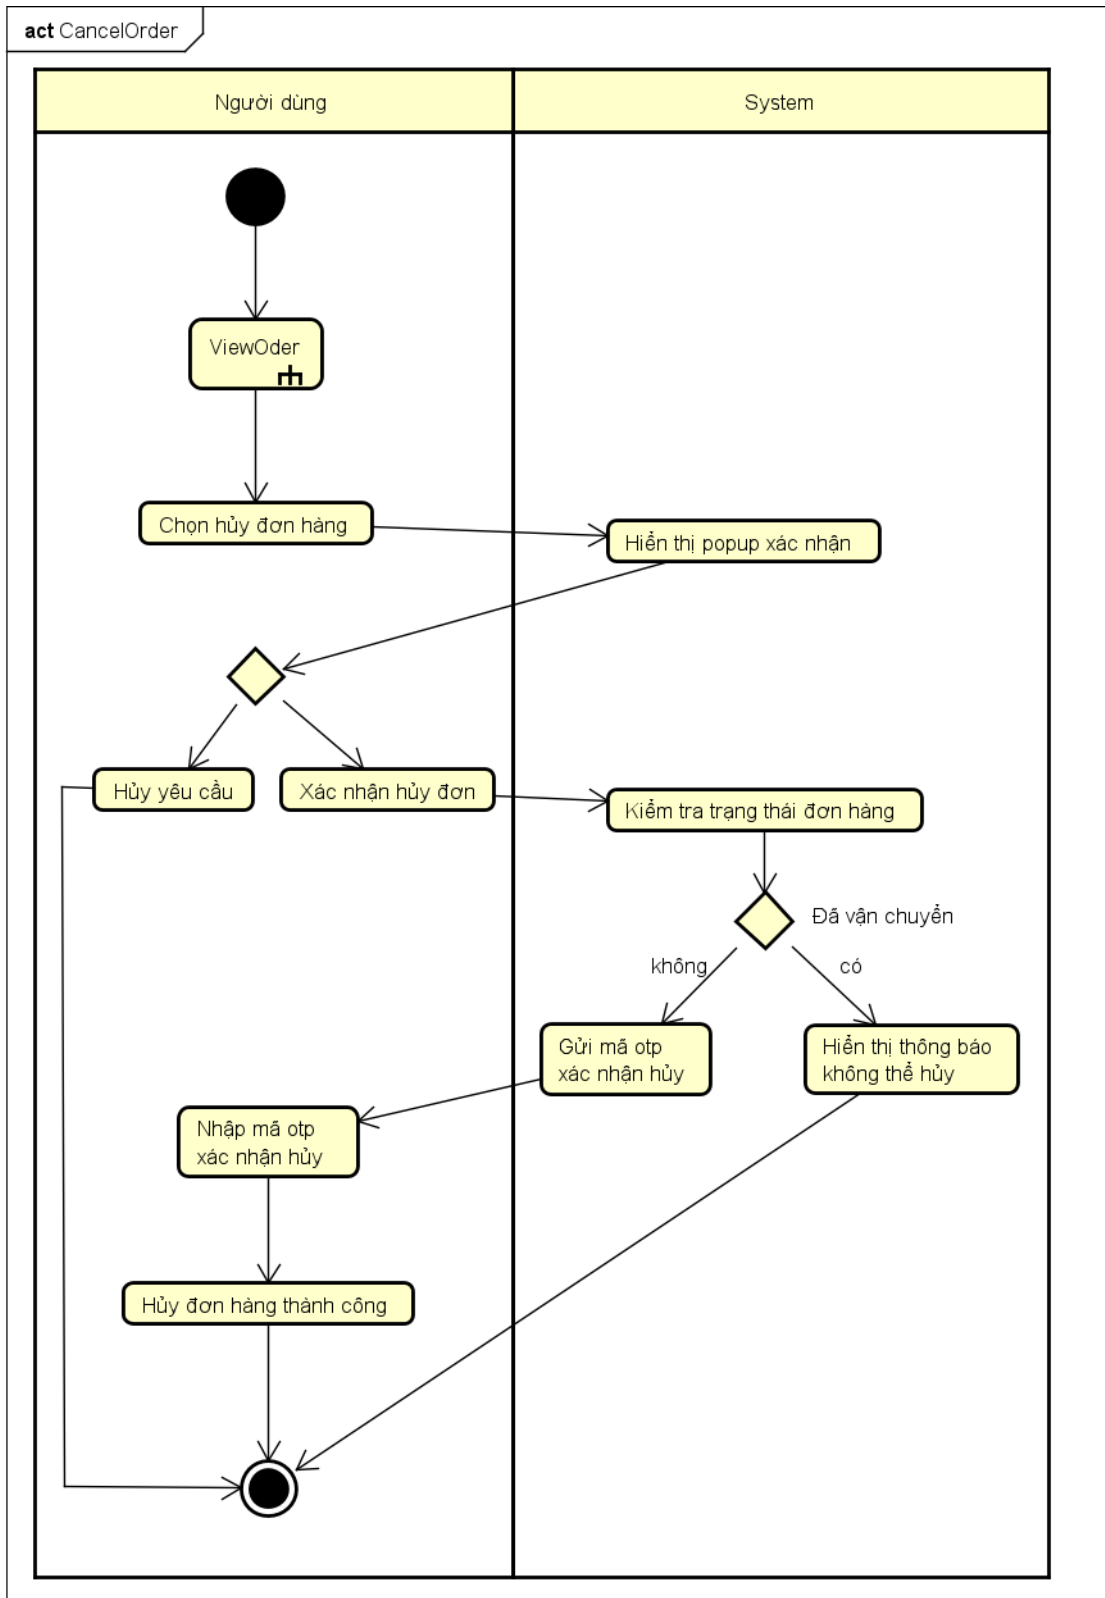 act CancelOrder
Người dùng
System
ViewOder
Chọn hủy đơn hàng
Hiển thị popup xác nhận
Hủy yêu cầu
Xác nhận hủy đơn
Kiểm tra trạng thái đơn hàng
Đã vận chuyển
không
có
Gửi mã otp
xác nhận hủy
Hiển thị thông báo
không thể hủy
Nhập mã otp
xác nhận hủy
Hủy đơn hàng thành công